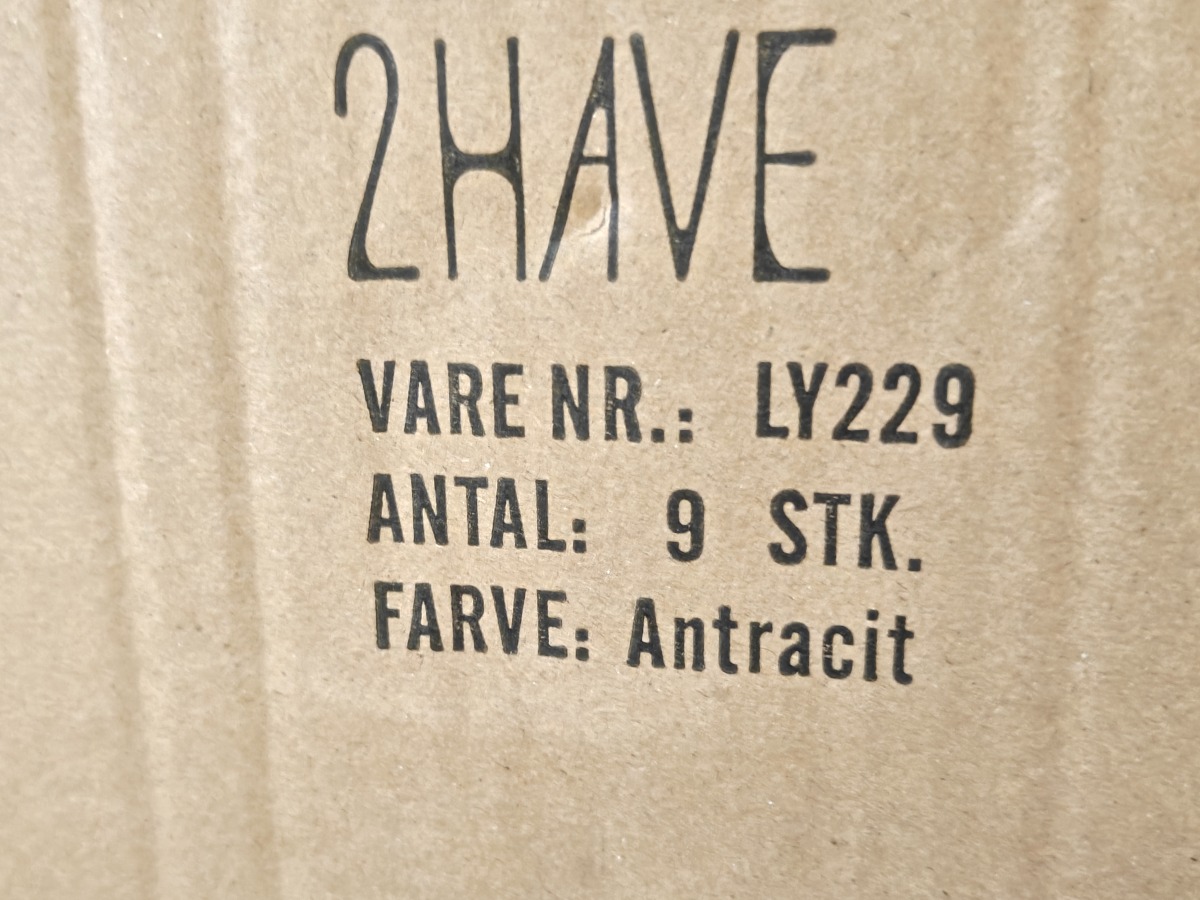 2HAVE
VARE NR.: LY229
ANTAL: 9 STK.
FARVE: Antracit